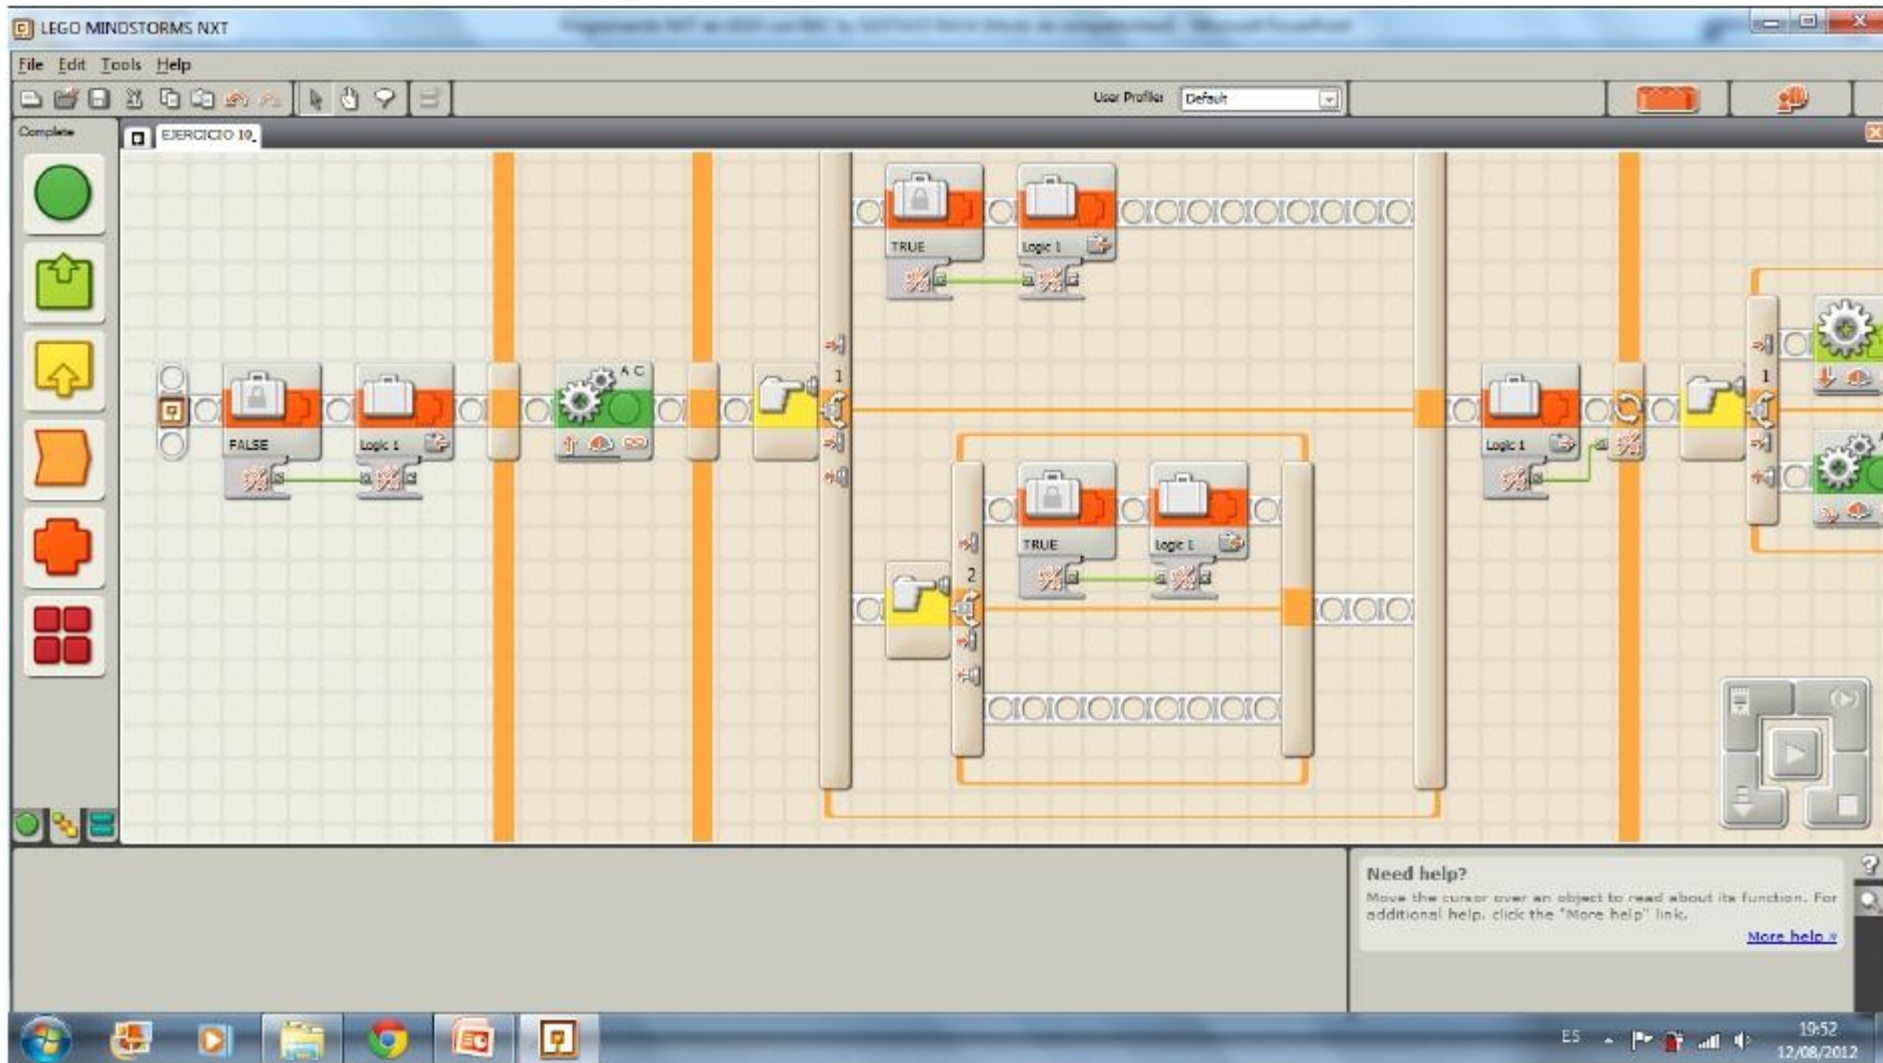 LEGO MINDSTORMS NXT
File Edit Tools Help
User Profile: Default
Complete
EJERCICIO 10_
TRUE
Logic 1
1
A C
1
FALSE
Logic 1
Logic 1
TRUE
Logic 1
2
Need help?
Move the cursor over an object to read about its function. For
additional help, click the "More help" link.
More help »
ES
19:52
12/08/2012